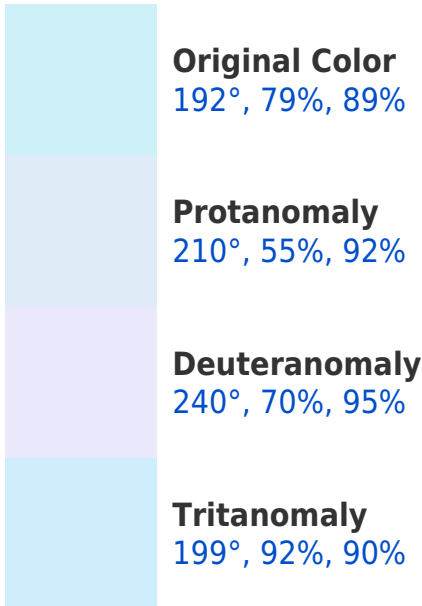 Original Color
192°, 79%, 89%
Protanomaly
210°, 55%, 92%
Deuteranomaly
240°, 70%, 95%
Tritanomaly
199°, 92%, 90%